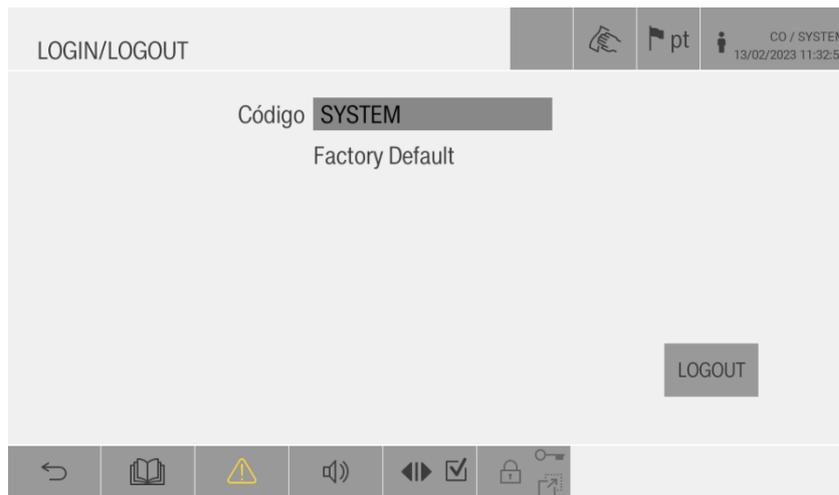 LOGIN/LOGOUT
pt
CO / SYSTEM
13/02/2023 11:32:5
Código SYSTEM
Factory Default
LOGOUT